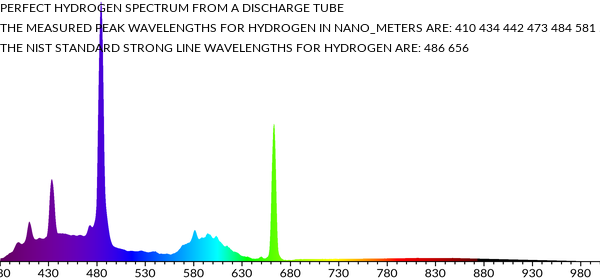 PERFECT HYDROGEN SPECTRUM FROM A DISCHARGE TUBE
THE MEASURED PEAK WAVELENGTHS FOR HYDROGEN IN NANO_METERS ARE: 410 434 442 473 484 581
THE NIST STANDARD STRONG LINE WAVELENGTHS FOR HYDROGEN ARE: 486 656
80 430 480 530 580 630 680 730 780 830 880 930 980